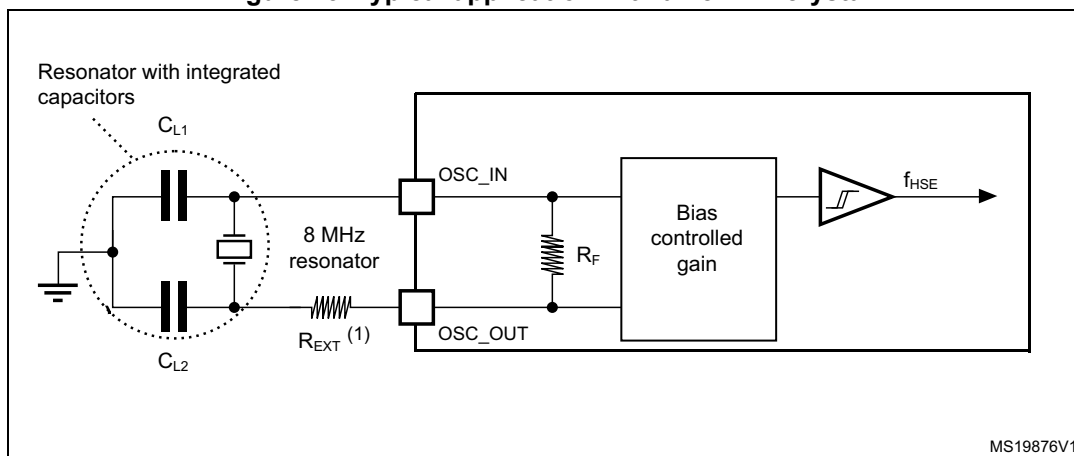 Resonator with integrated
capacitors
C_L1
OSC_IN
f_HSE
8 MHz
resonator
R_F
Bias
controlled
gain
R_EXT (1)
OSC_OUT
C_L2
MS19876V1